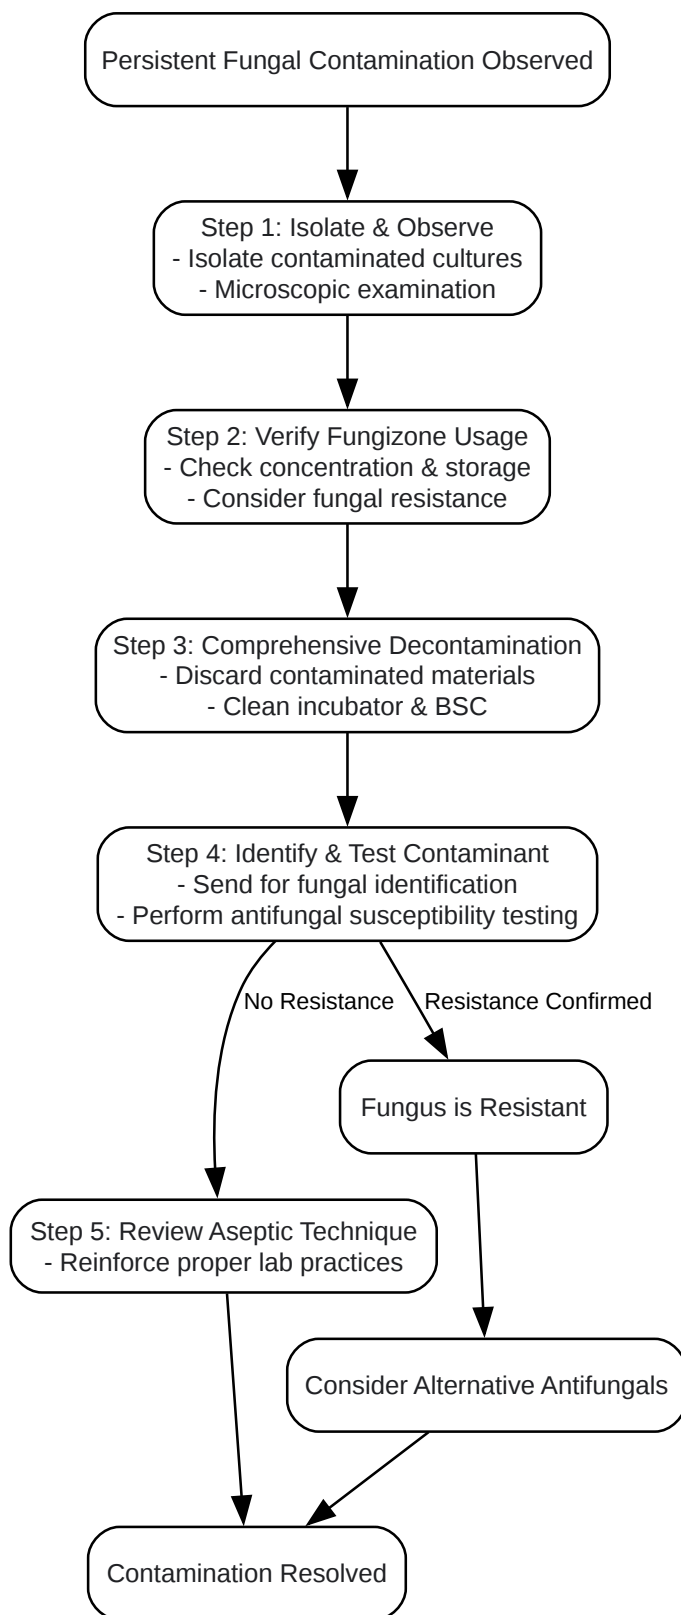 Persistent Fungal Contamination Observed
Step 1: Isolate & Observe
- Isolate contaminated cultures
- Microscopic examination
Step 2: Verify Fungizone Usage
- Check concentration & storage
- Consider fungal resistance
Step 3: Comprehensive Decontamination
- Discard contaminated materials
- Clean incubator & BSC
Step 4: Identify & Test Contaminant
- Send for fungal identification
- Perform antifungal susceptibility testing
No Resistance
Resistance Confirmed
Fungus is Resistant
Step 5: Review Aseptic Technique
- Reinforce proper lab practices
Consider Alternative Antifungals
Contamination Resolved